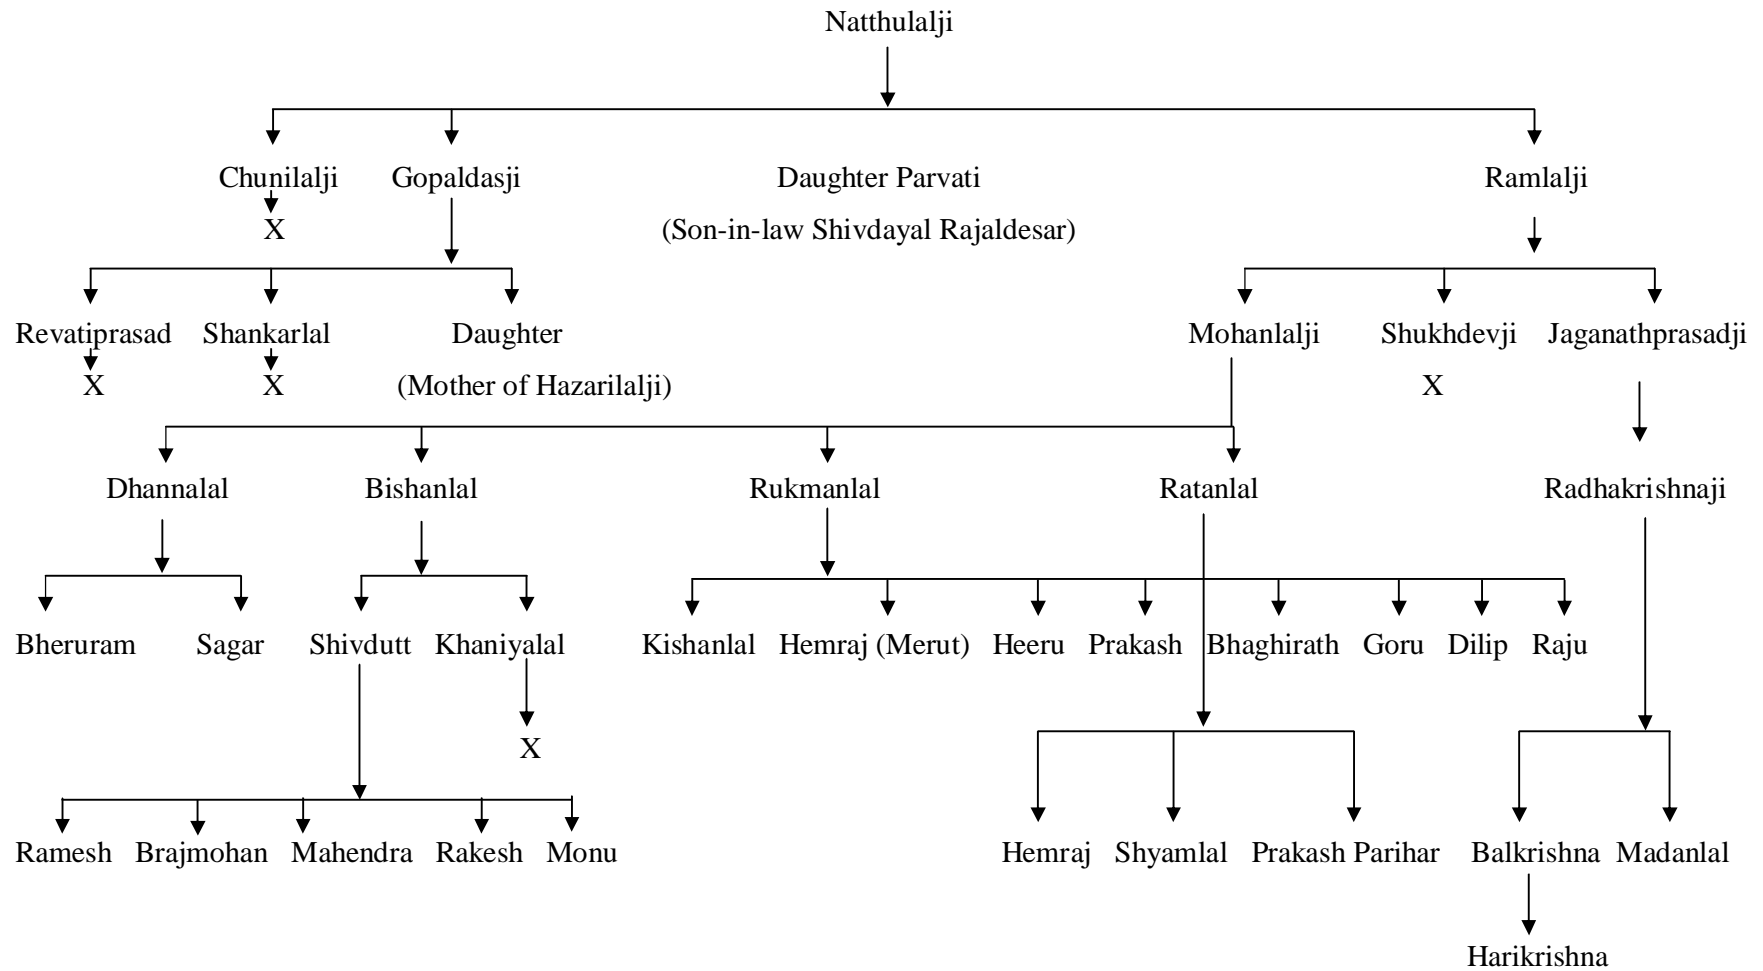 Natthulalji
Chunilalji Gopaldasji Daughter Parvati Ramlalji
X (Son-in-law Shivdayal Rajaldesar)
Revatiprasad Shankarlal Daughter Mohanlalji Shukhdevji Jaganathprasadji
X X (Mother of Hazarilalji) X
Dhannalal Bishanlal Rukmanlal Ratanlal Radhakrishnaji
Bheruram Sagar Shivdutt Khaniyalal Kishanlal Hemraj (Merut) Heeru Prakash Bhaghirath Goru Dilip Raju
X
Ramesh Brajmohan Mahendra Rakesh Monu Hemraj Shyamlal Prakash Parihar Balkrishna Madanlal
Harikrishna